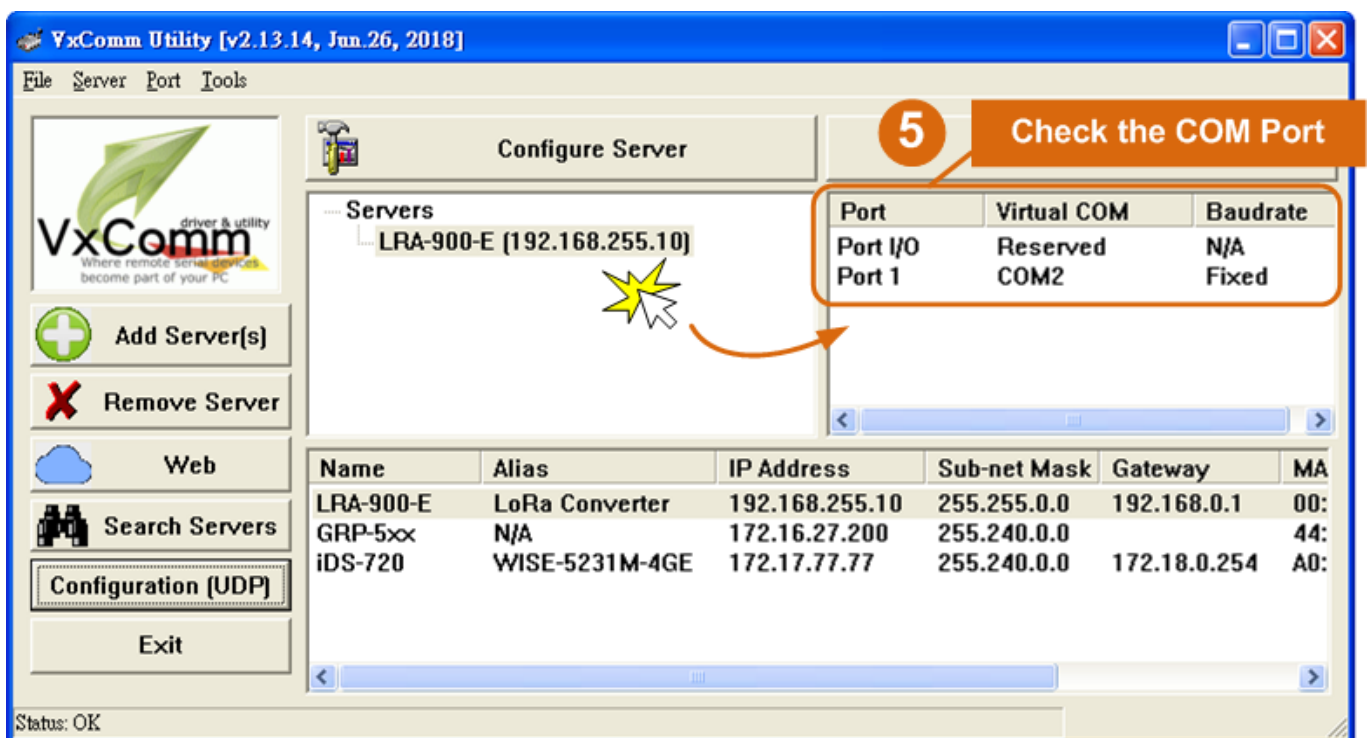 VxComm Utility [v2.13.14, Jun.26, 2018]
File Server Port Tools
5 Check the COM Port
Configure Server
VxComm
driver & utility
Where remote serial devices
become part of your PC
Add Server(s)
Remove Server
Web
Search Servers
Configuration (UDP)
Exit
Servers
LRA-900-E (192.168.255.10)
Port Virtual COM Baudrate
Port I/O Reserved N/A
Port 1 COM2 Fixed
Name Alias IP Address Sub-net Mask Gateway MA
LRA-900-E LoRa Converter 192.168.255.10 255.255.0.0 192.168.0.1 00:
GRP-5xx N/A 172.16.27.200 255.240.0.0 44:
iDS-720 WISE-5231M-4GE 172.17.77.77 255.240.0.0 172.18.0.254 A0:
Status: OK